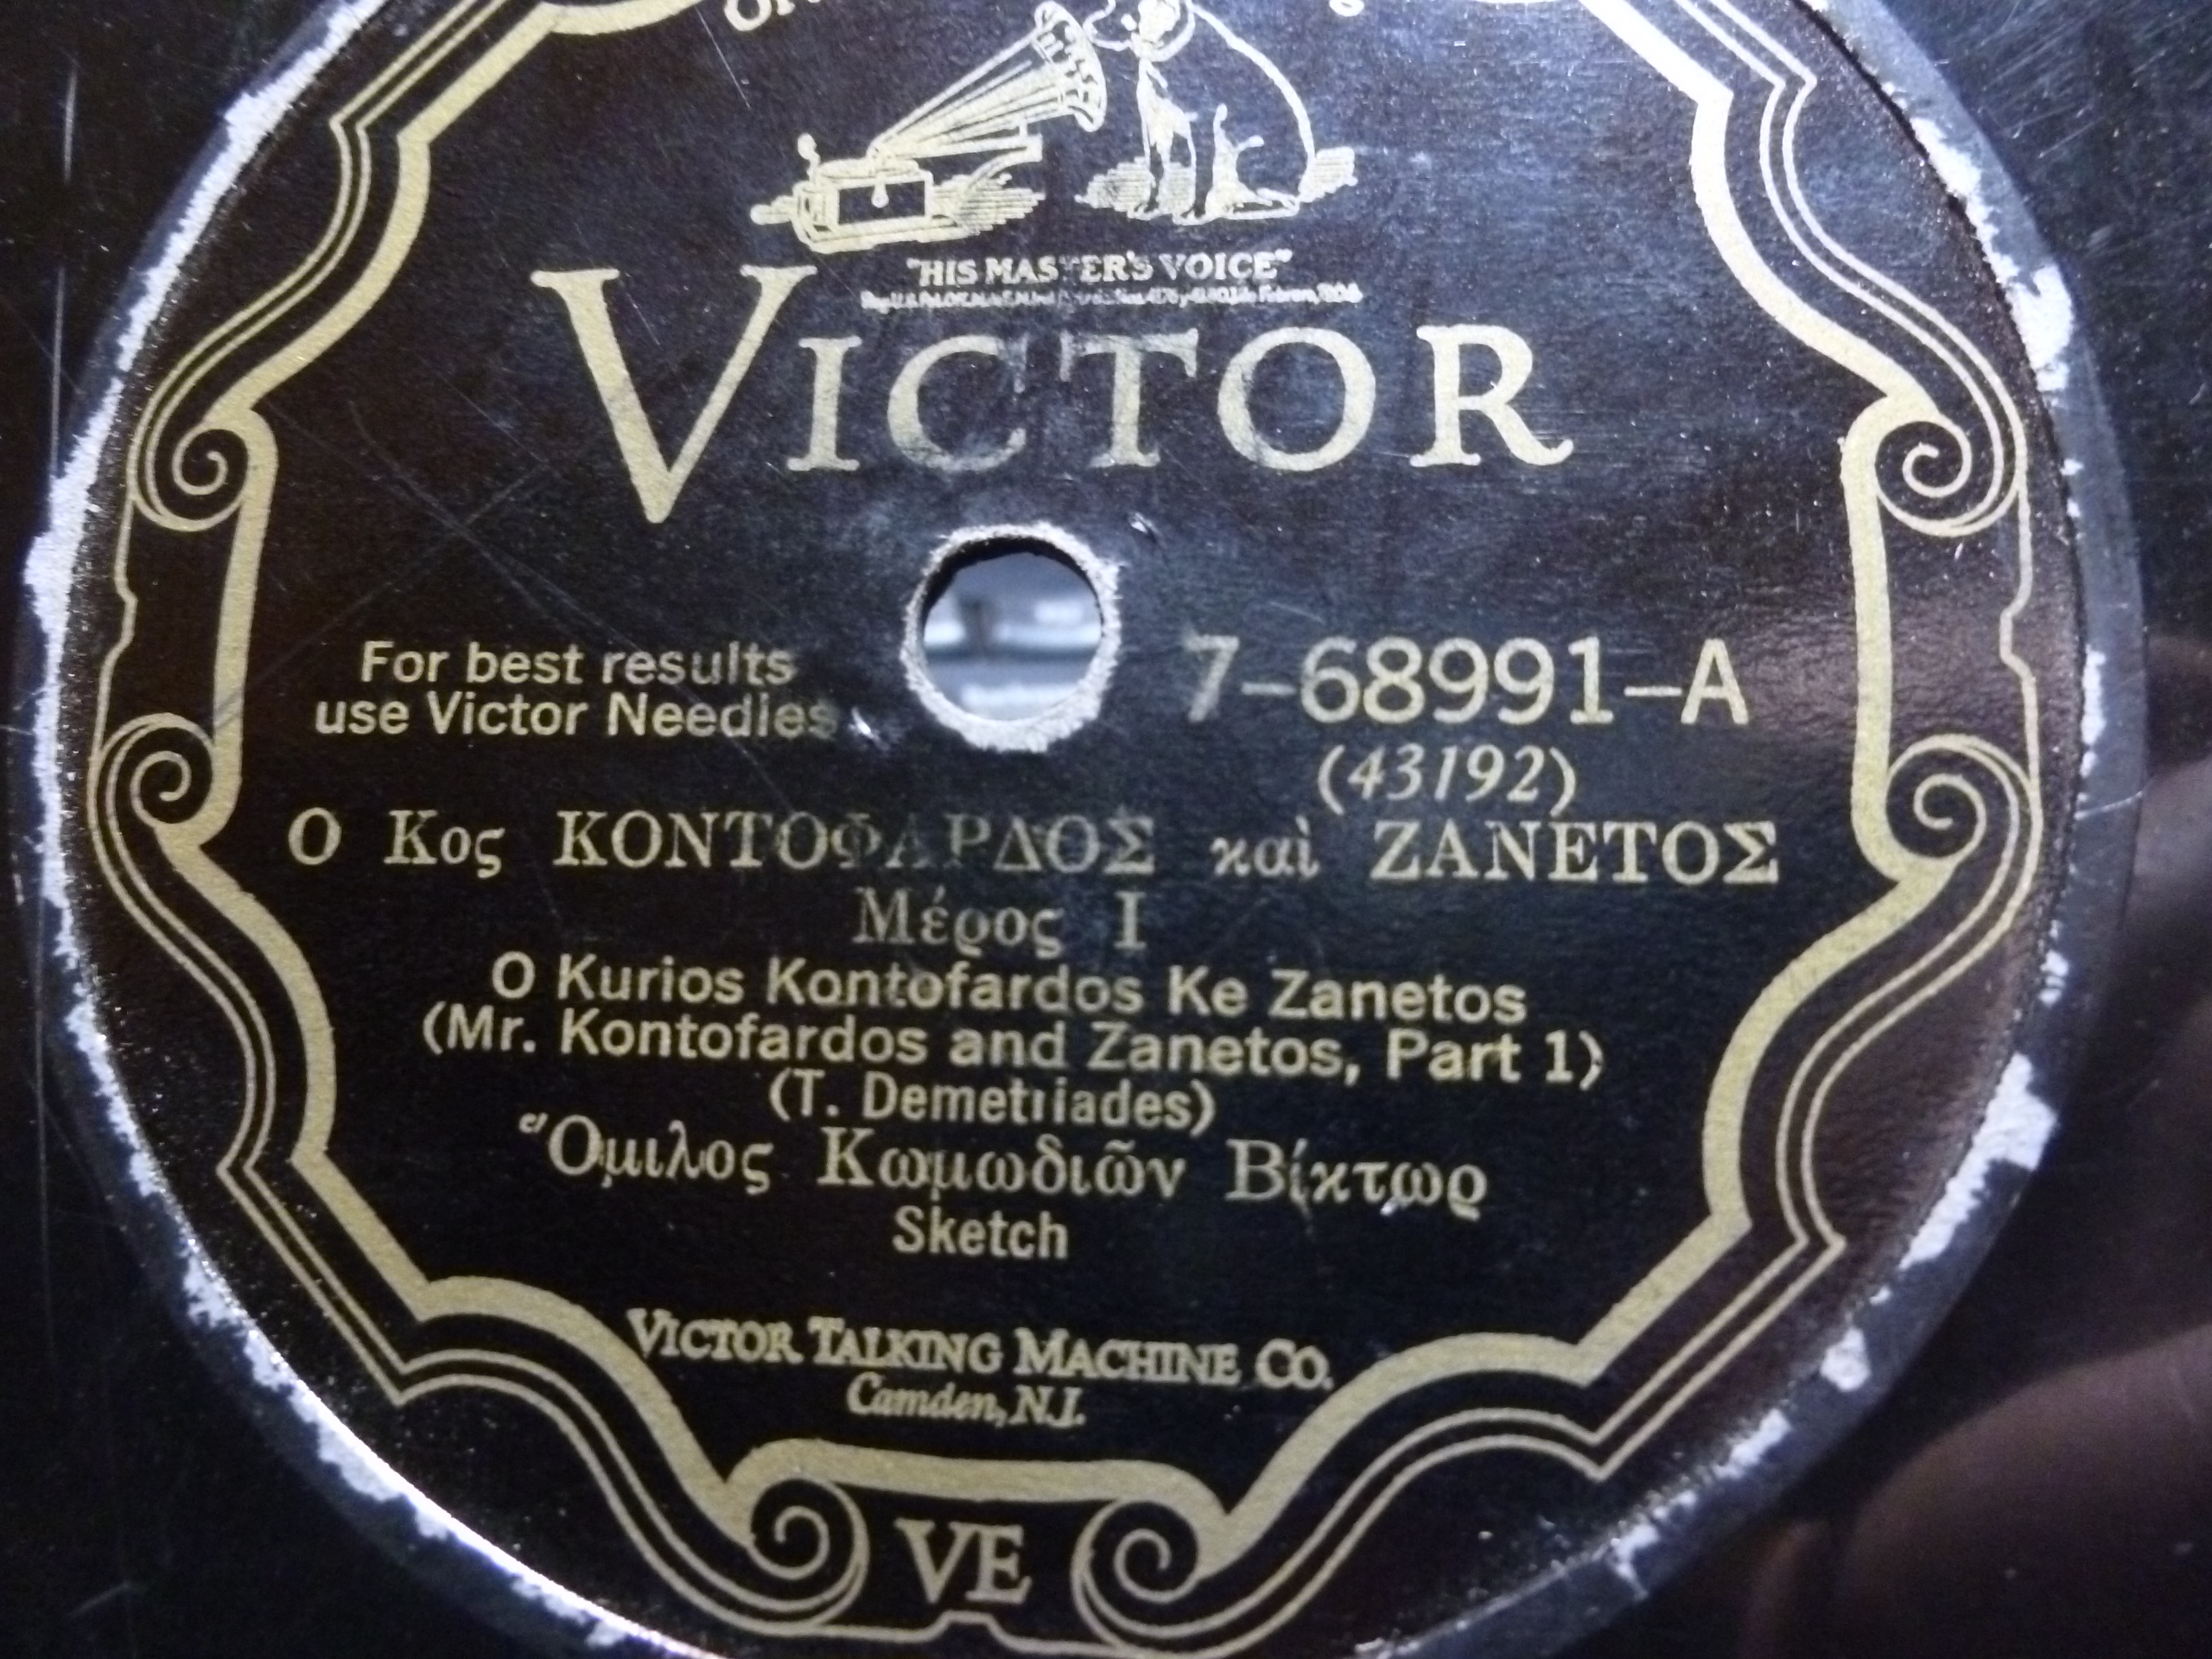 "HIS MASTER'S VOICE"
VICTOR
For best results
use Victor Needles
7-68991-A
(43192)
Ο Κος ΚΟΝΤΟΦΑΡΔΟΣ καὶ ΖΑΝΕΤΟΣ
Μέρος Ι
O Kurios Kontofardos Ke Zanetos
(Mr. Kontofardos and Zanetos, Part 1)
(T. Demetriades)
Ὅμιλος Κωμωδιῶν Βίκτωρ
Sketch
VICTOR TALKING MACHINE CO.
Camden, N.J.
VE